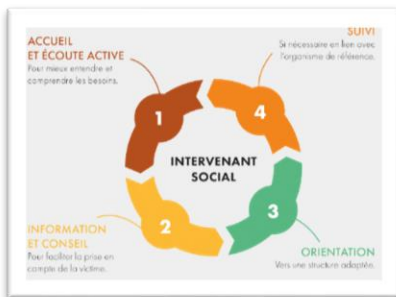 ACCUEIL
ET ÉCOUTE ACTIVE
Pour mieux entendre et
comprendre les besoins.
SUIVI
Si nécessaire en lien avec
l'organisme de référence.
1
4
INTERVENANT
SOCIAL
2
3
INFORMATION
ET CONSEIL
Pour faciliter la prise en
compte de la victime.
ORIENTATION
Vers une structure adaptée.